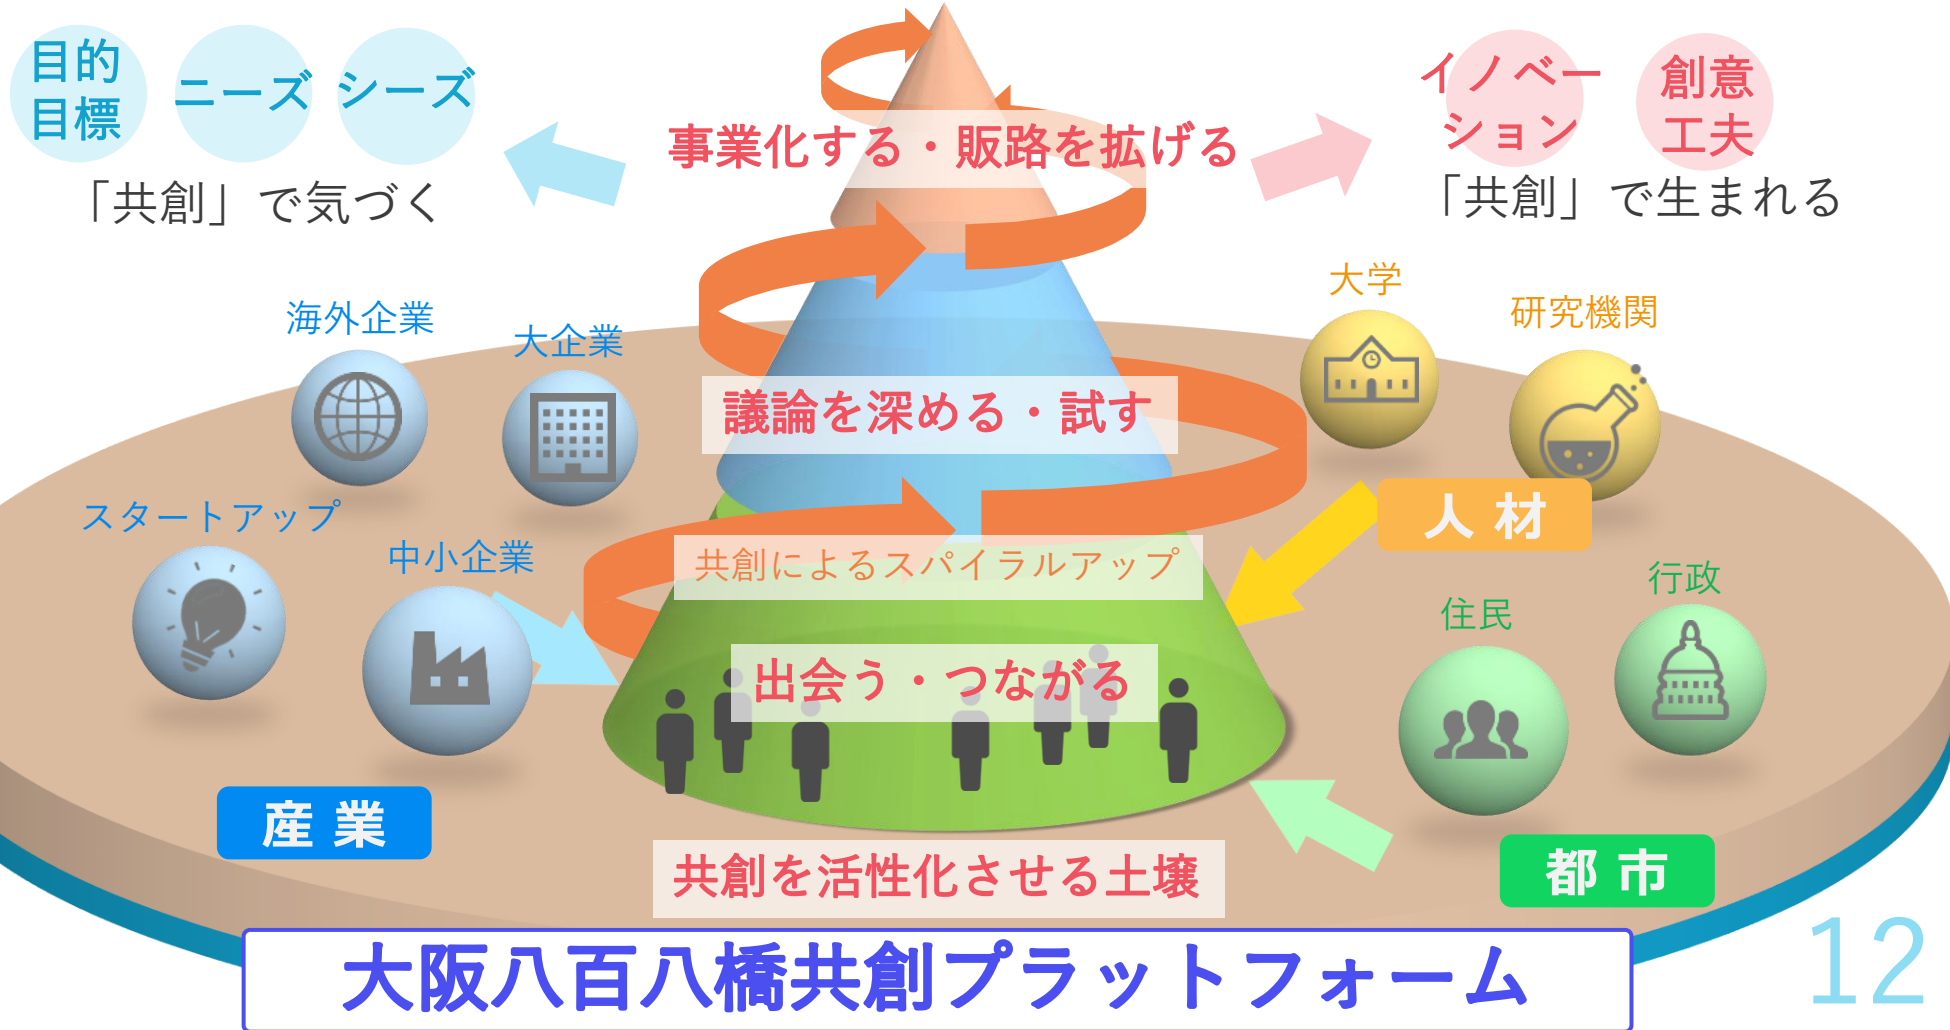 目的
目標
ニーズ
シーズ
「共創」で気づく
イノベー
ション
創意
工夫
「共創」で生まれる
事業化する・販路を拡げる
海外企業
大企業
大学
研究機関
議論を深める・試す
スタートアップ
中小企業
人材
共創によるスパイラルアップ
住民
行政
出会う・つながる
産業
都市
共創を活性化させる土壌
大阪八百八橋共創プラットフォーム
12